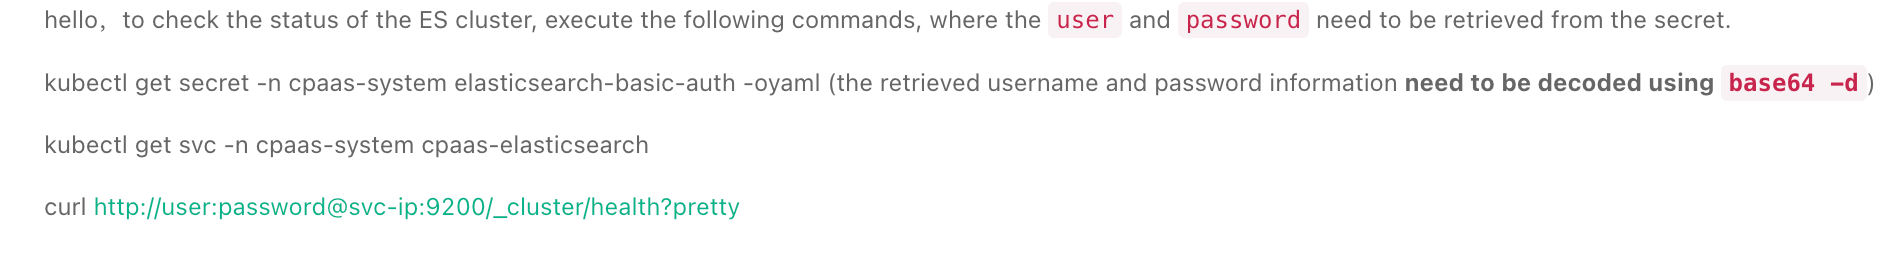 hello，to check the status of the ES cluster, execute the following commands, where the user and password need to be retrieved from the secret.
kubectl get secret -n cpaas-system elasticsearch-basic-auth -oyaml (the retrieved username and password information need to be decoded using base64 -d)
kubectl get svc -n cpaas-system cpaas-elasticsearch
curl http://user:password@svc-ip:9200/_cluster/health?pretty